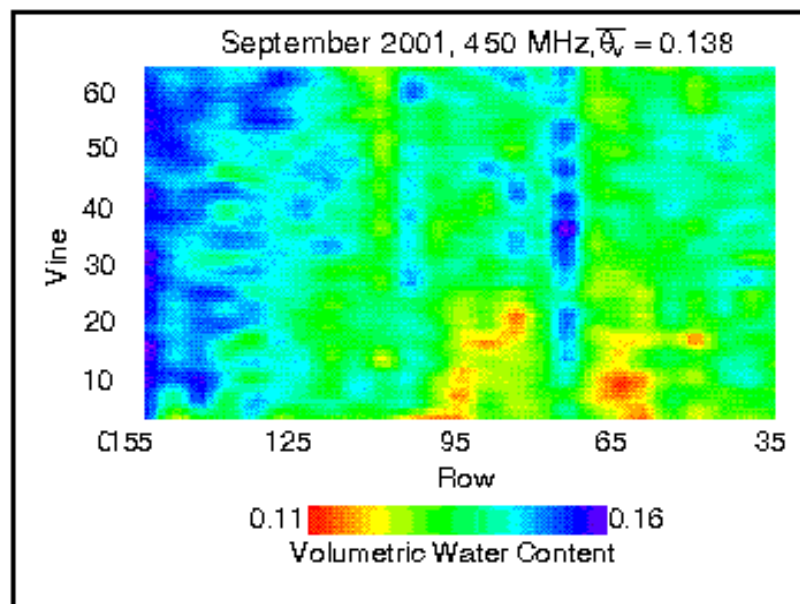 September 2001, 450 MHz, θ̅v̅ = 0.138
60
50
40
30
20
10
Vine
C155 125 95 65 35
Row
0.11 0.16
Volumetric Water Content